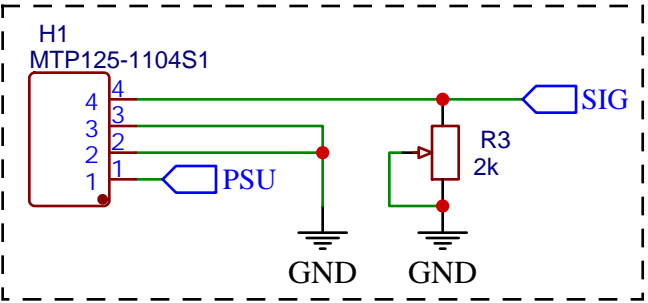 H1
MTP125-1104S1
4 4
3 3
2 2
1 1
PSU
SIG
R3
2k
GND
GND